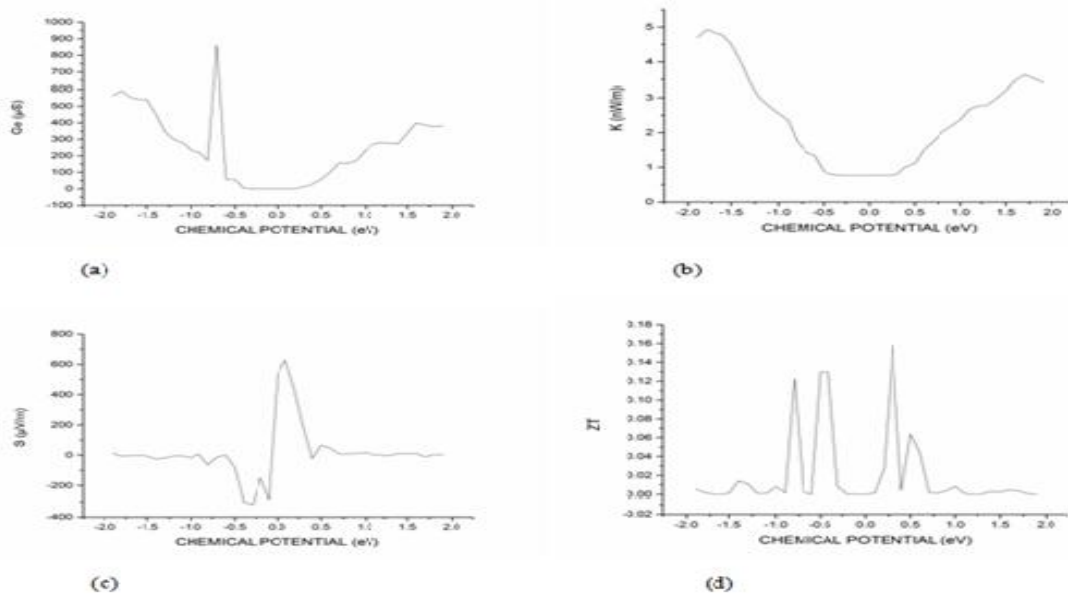 1000
900
800
700
600
500
400
300
200
100
0
-100
Ge (µS)
-2.0 -1.5 -1.0 -0.5 0.0 0.5 1.0 1.5 2.0
CHEMICAL POTENTIAL (eV)
(a)
5
4
3
2
1
0
K (nW/m)
-2.0 -1.5 -1.0 -0.5 0.0 0.5 1.0 1.5 2.0
CHEMICAL POTENTIAL (eV)
(b)
800
600
400
200
0
-200
-400
S (µV/m)
-2.0 -1.5 -1.0 -0.5 0.0 0.5 1.0 1.5 2.0
CHEMICAL POTENTIAL (eV)
(c)
0.18
0.16
0.14
0.12
0.10
0.08
0.06
0.04
0.02
0.00
-0.02
ZT
-2.0 -1.5 -1.0 -0.5 0.0 0.5 1.0 1.5 2.0
CHEMICAL POTENTIAL (eV)
(d)